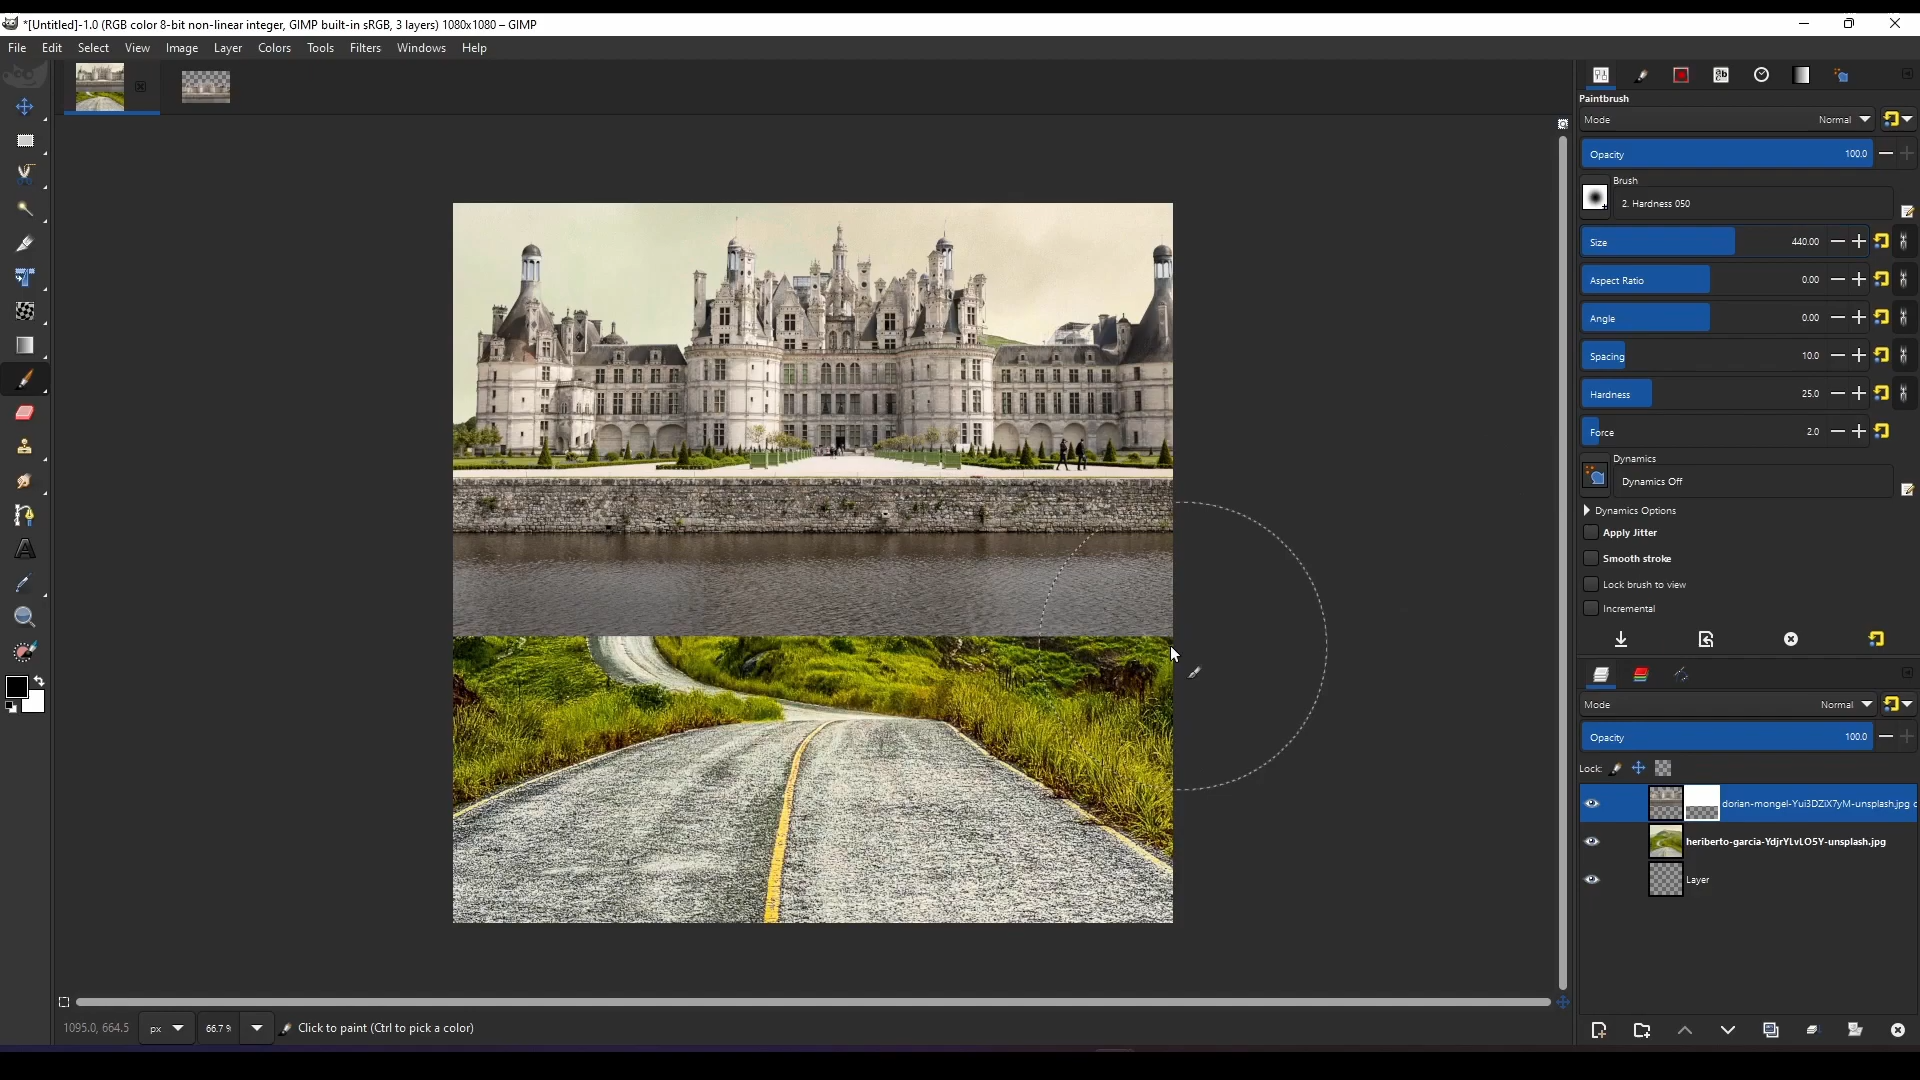 *[Untitled]-1.0 (RGB color 8-bit non-linear integer, GIMP built-in sRGB, 3 layers) 1080x1080 – GIMP
File Edit Select View Image Layer Colors Tools Filters Windows Help
Paintbrush
Mode Normal
Opacity 100.0
Brush
2. Hardness 050
Size 440.00
Aspect Ratio 0.00
Angle 0.00
Spacing 10.0
Hardness 25.0
Force 2.0
Dynamics
Dynamics Off
Dynamics Options
Apply Jitter
Smooth stroke
Lock brush to view
Incremental
Mode Normal
Opacity 100.0
Lock:
dorian-mongel-Yui3DZiX7yM-unsplash.jpg c
heriberto-garcia-YdjrYLvLO5Y-unsplash.jpg
Layer
1095.0, 664.5 px 66.7 % Click to paint (Ctrl to pick a color)